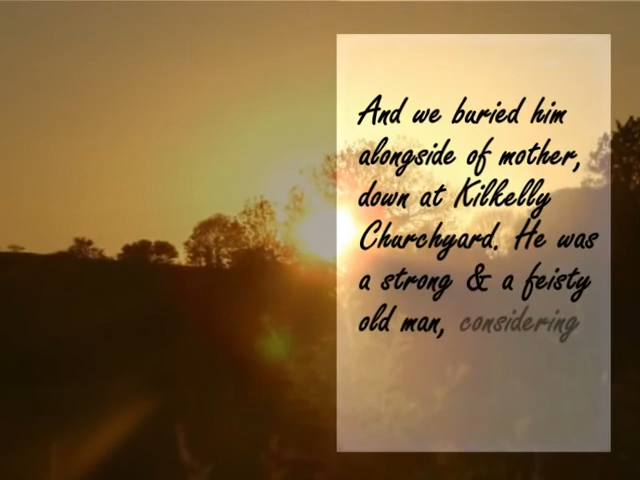 And we buried him
alongside of mother,
down at Kilkelly
Churchyard. He was
a strong & a feisty
old man, considering